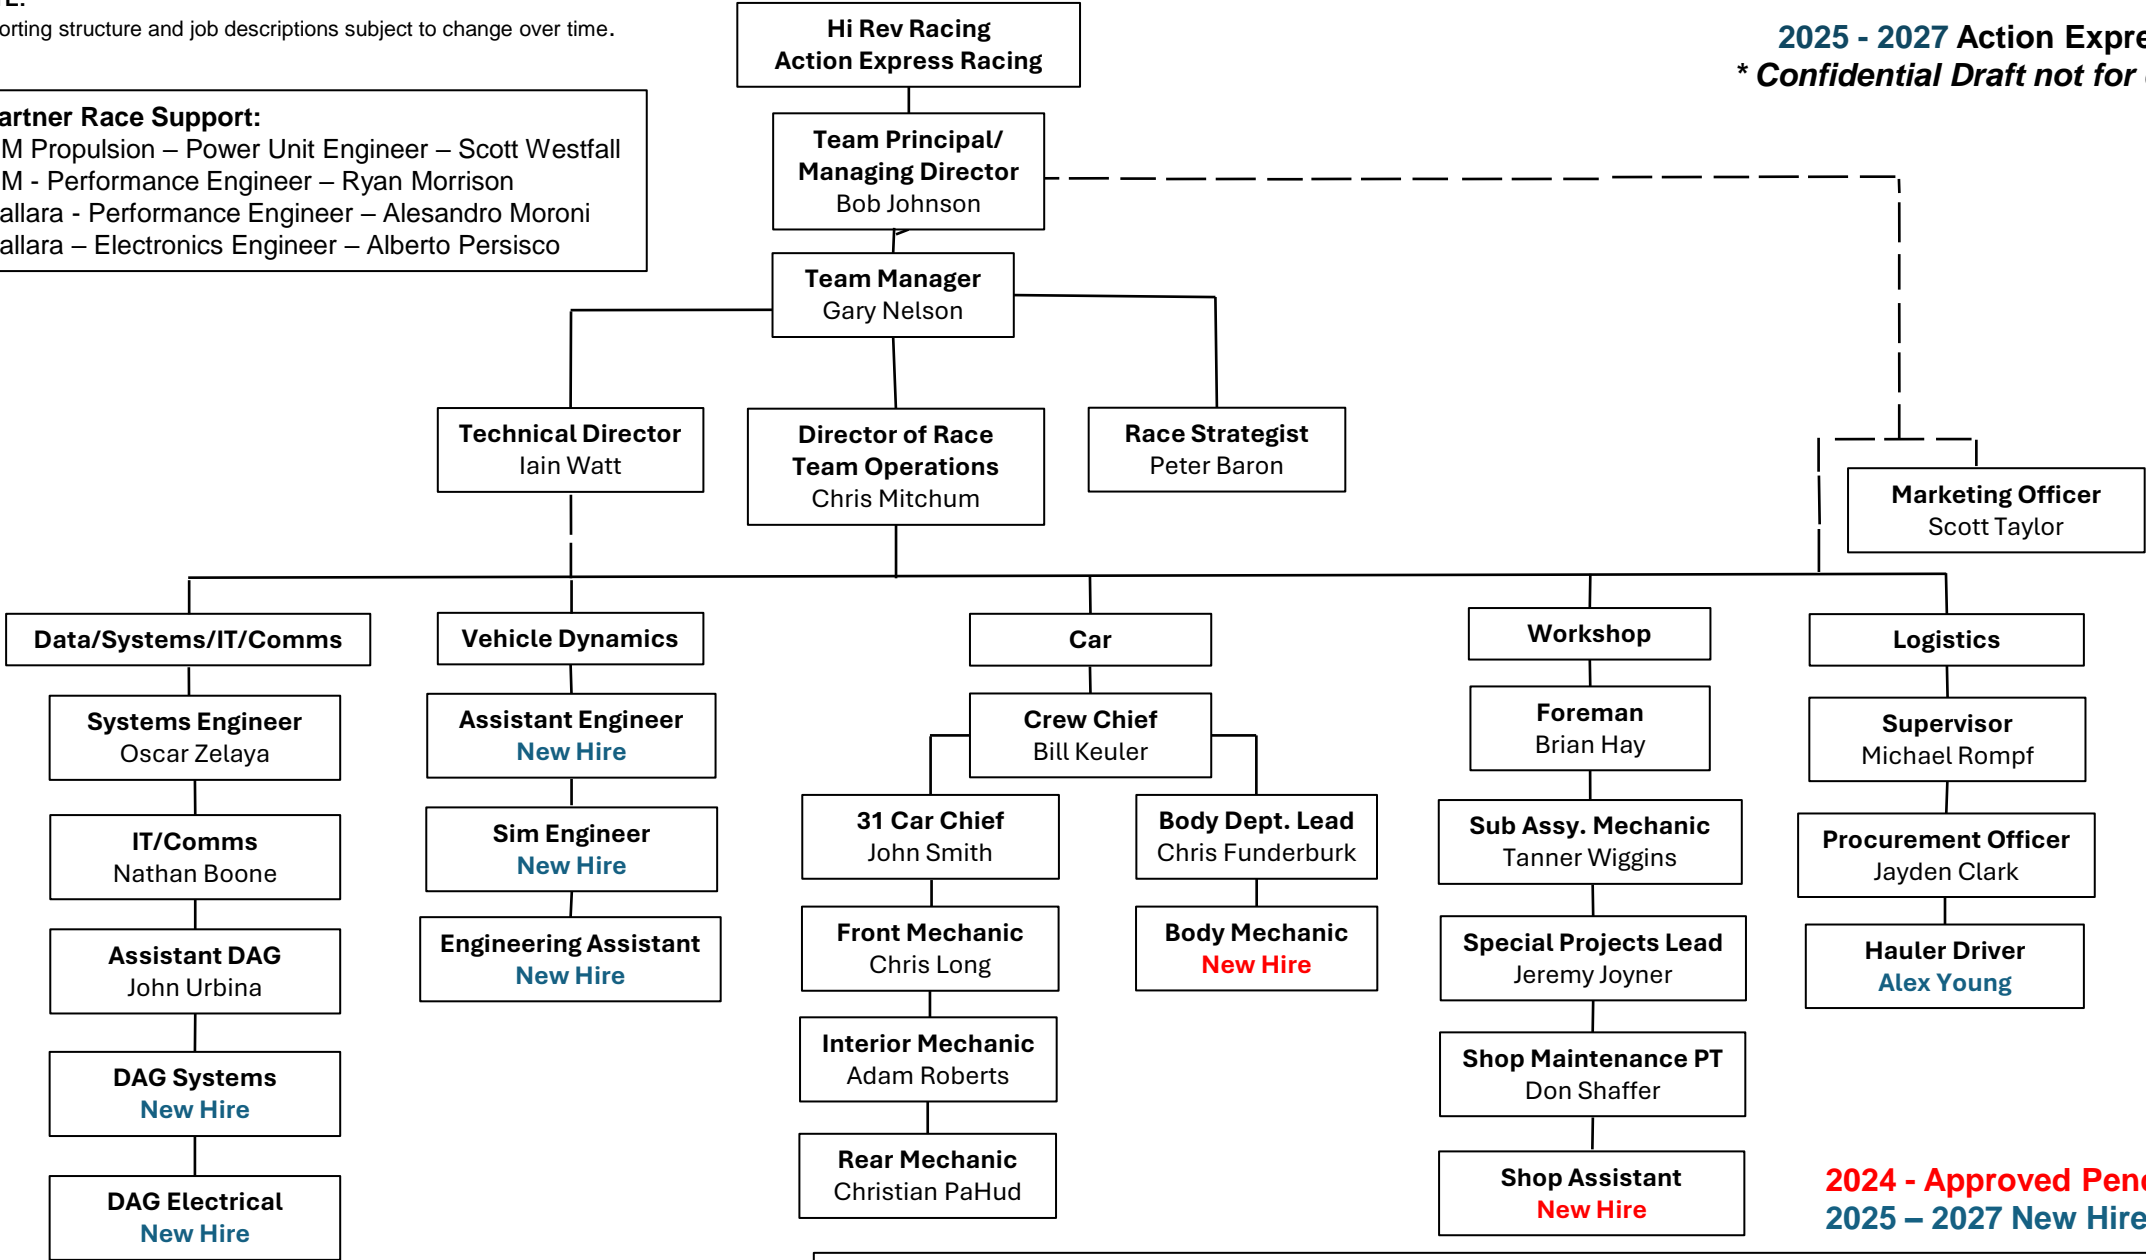 orting structure and job descriptions subject to change over time.
Hi Rev Racing
Action Express Racing
2025 - 2027 Action Expre
* Confidential Draft not for
artner Race Support:
M Propulsion – Power Unit Engineer – Scott Westfall
M - Performance Engineer – Ryan Morrison
allara - Performance Engineer – Alesandro Moroni
allara – Electronics Engineer – Alberto Persisco
Team Principal/
Managing Director
Bob Johnson
Team Manager
Gary Nelson
Technical Director
Iain Watt
Director of Race
Team Operations
Chris Mitchum
Race Strategist
Peter Baron
Marketing Officer
Scott Taylor
Data/Systems/IT/Comms
Systems Engineer
Oscar Zelaya
IT/Comms
Nathan Boone
Assistant DAG
John Urbina
DAG Systems
New Hire
DAG Electrical
New Hire
Vehicle Dynamics
Assistant Engineer
New Hire
Sim Engineer
New Hire
Engineering Assistant
New Hire
Car
Crew Chief
Bill Keuler
31 Car Chief
John Smith
Front Mechanic
Chris Long
Interior Mechanic
Adam Roberts
Rear Mechanic
Christian PaHud
Body Dept. Lead
Chris Funderburk
Body Mechanic
New Hire
Workshop
Foreman
Brian Hay
Sub Assy. Mechanic
Tanner Wiggins
Special Projects Lead
Jeremy Joyner
Shop Maintenance PT
Don Shaffer
Shop Assistant
New Hire
Logistics
Supervisor
Michael Rompf
Procurement Officer
Jayden Clark
Hauler Driver
Alex Young
2024 - Approved Pen
2025 – 2027 New Hire